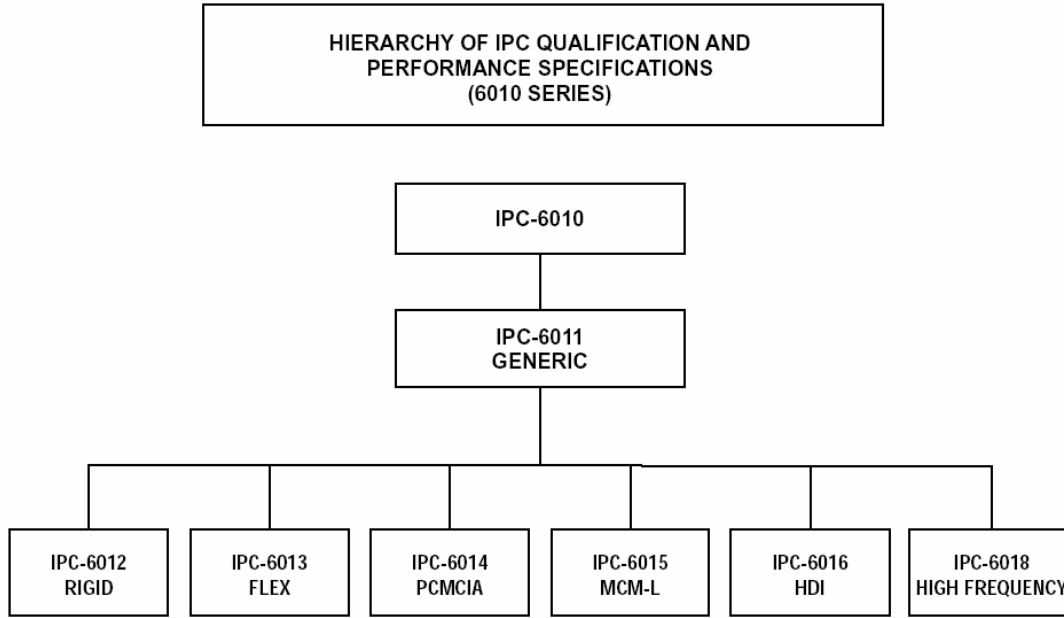 HIERARCHY OF IPC QUALIFICATION AND
PERFORMANCE SPECIFICATIONS
(6010 SERIES)
IPC-6010
IPC-6011
GENERIC
IPC-6012
RIGID
IPC-6013
FLEX
IPC-6014
PCMCIA
IPC-6015
MCM-L
IPC-6016
HDI
IPC-6018
HIGH FREQUENCY